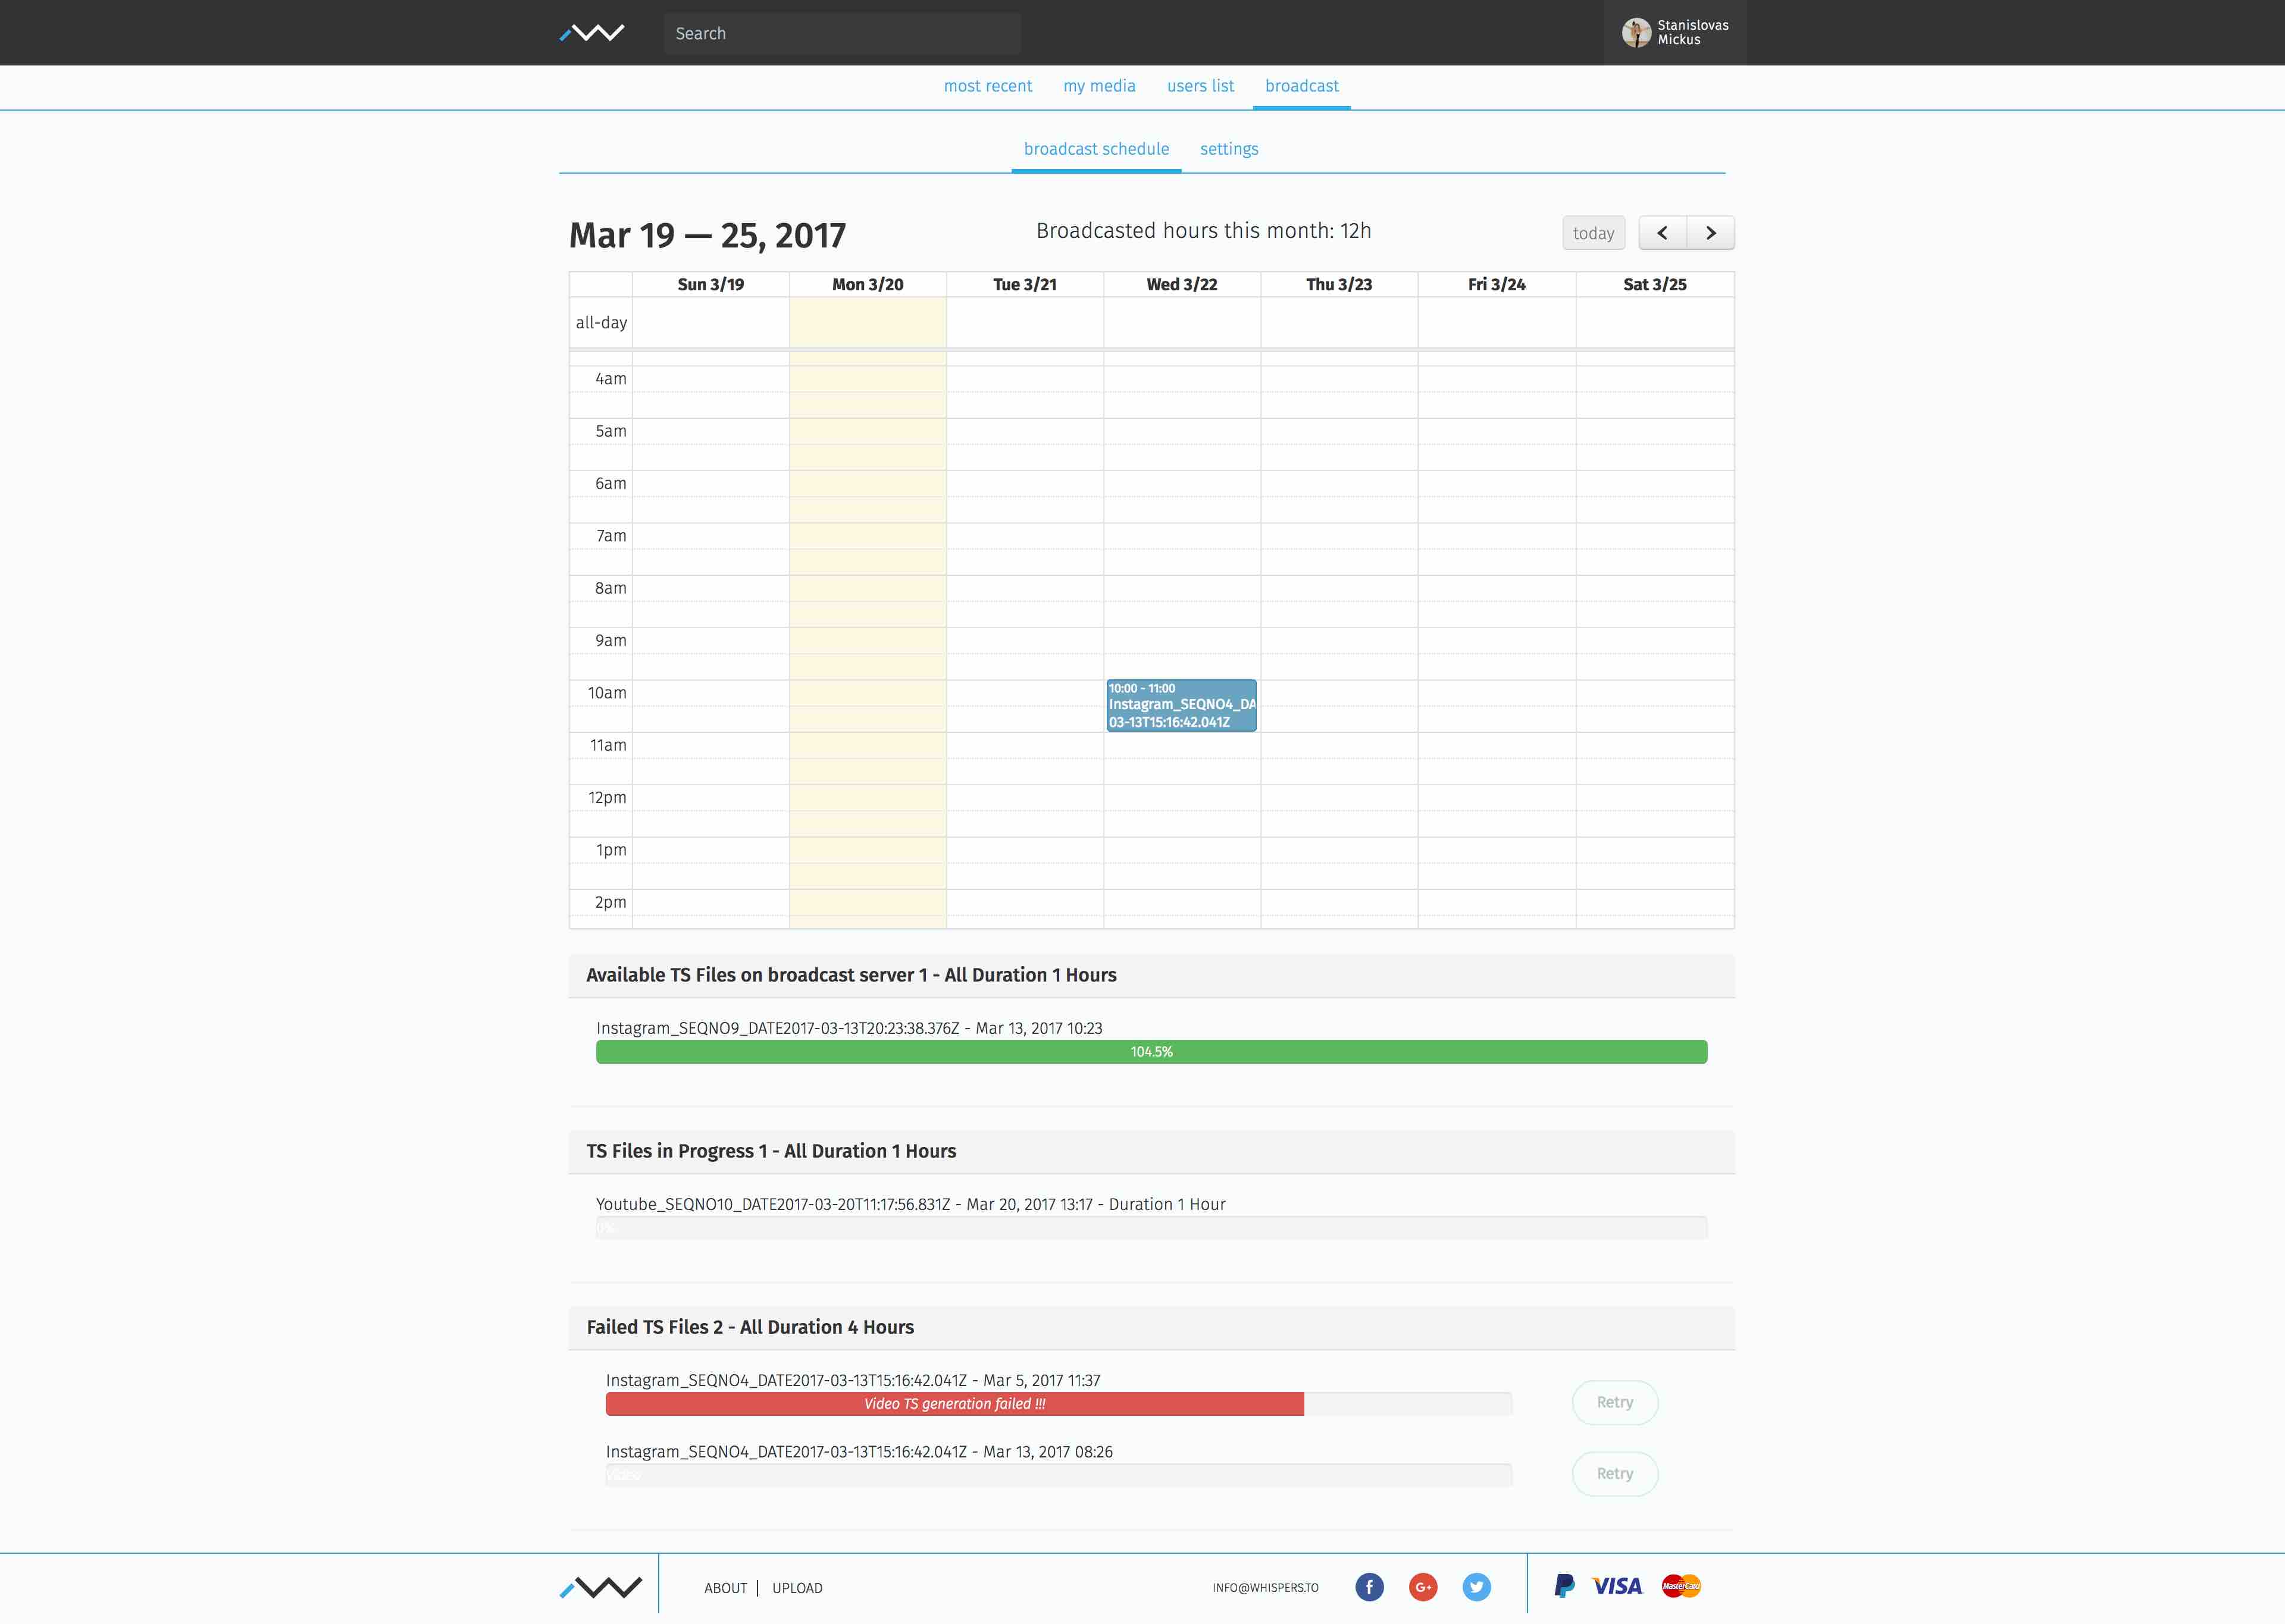 Search
Stanislovas
Mickus
most recent
my media
users list
broadcast
broadcast schedule
settings
Mar 19 — 25, 2017
Broadcasted hours this month: 12h
today
Sun 3/19
Mon 3/20
Tue 3/21
Wed 3/22
Thu 3/23
Fri 3/24
Sat 3/25
all-day
4am
5am
6am
7am
8am
9am
10am
10:00 - 11:00
Instagram_SEQNO4_DA
03-13T15:16:42.041Z
11am
12pm
1pm
2pm
Available TS Files on broadcast server 1 - All Duration 1 Hours
Instagram_SEQNO9_DATE2017-03-13T20:23:38.376Z - Mar 13, 2017 10:23
104.5%
TS Files in Progress 1 - All Duration 1 Hours
Youtube_SEQNO10_DATE2017-03-20T11:17:56.831Z - Mar 20, 2017 13:17 - Duration 1 Hour
0%
Failed TS Files 2 - All Duration 4 Hours
Instagram_SEQNO4_DATE2017-03-13T15:16:42.041Z - Mar 5, 2017 11:37
Video TS generation failed !!!
Retry
Instagram_SEQNO4_DATE2017-03-13T15:16:42.041Z - Mar 13, 2017 08:26
Video
Retry
ABOUT | UPLOAD
INFO@WHISPERS.TO
f
G+
VISA
MasterCard